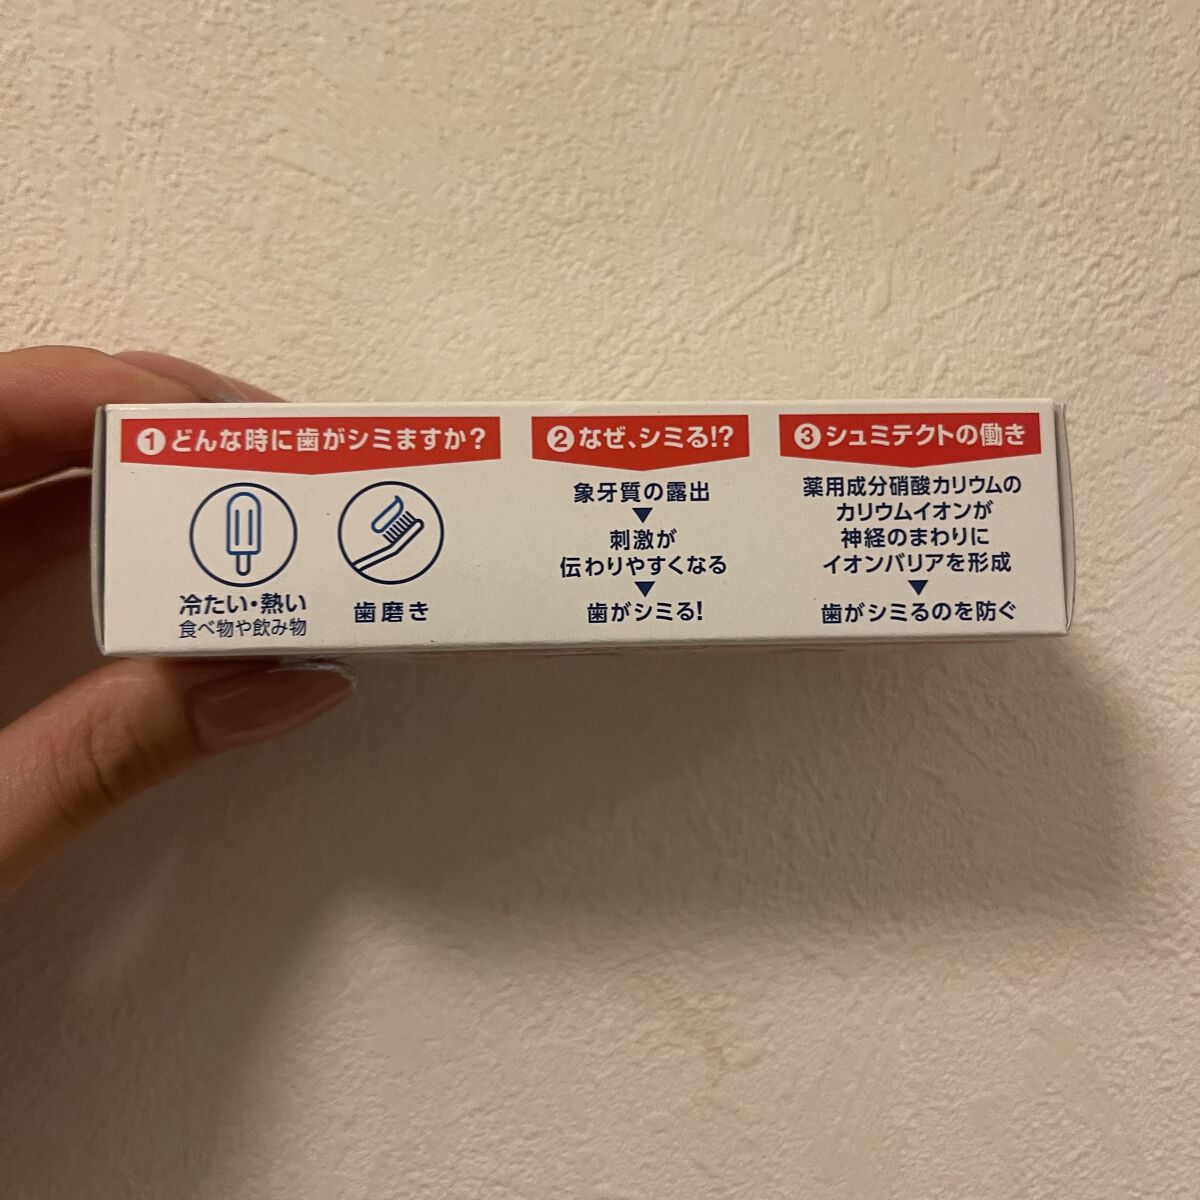 ①どんな時に歯がシミますか?
冷たい・熱い
食べ物や飲み物
歯磨き
②なぜ、シミる!?
象牙質の露出
▼
刺激が
伝わりやすくなる
▼
歯がシミる!
③シュミテクトの働き
薬用成分硝酸カリウムの
カリウムイオンが
神経のまわりに
イオンバリアを形成
▼
歯がシミるのを防ぐ